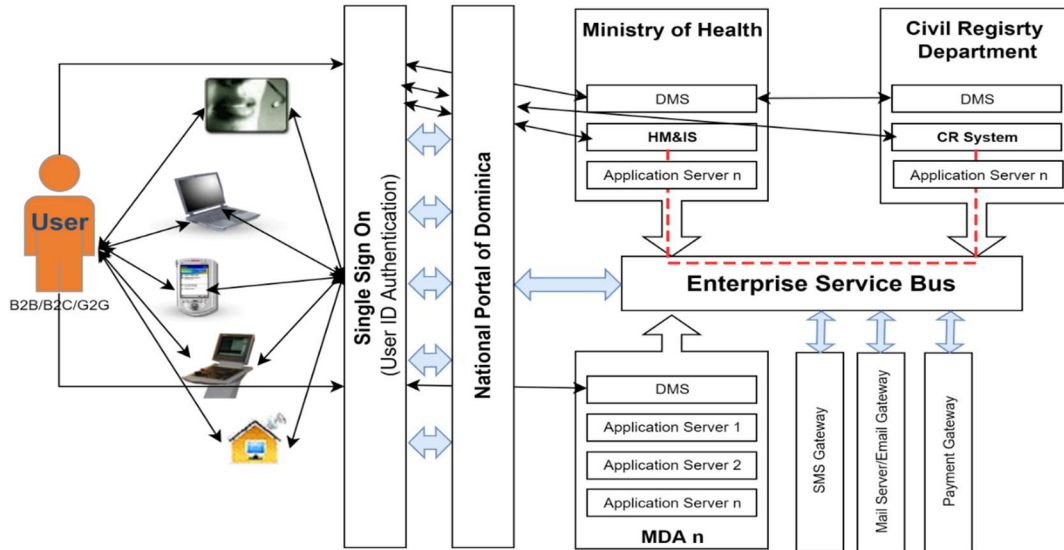 User
B2B/B2C/G2G
Single Sign On
(User ID Authentication)
National Portal of Dominica
Ministry of Health
DMS
HM&IS
Application Server n
Civil Regisrty
Department
DMS
CR System
Application Server n
Enterprise Service Bus
DMS
Application Server 1
Application Server 2
Application Server n
MDA n
SMS Gateway
Mail Server/Email Gateway
Payment Gateway